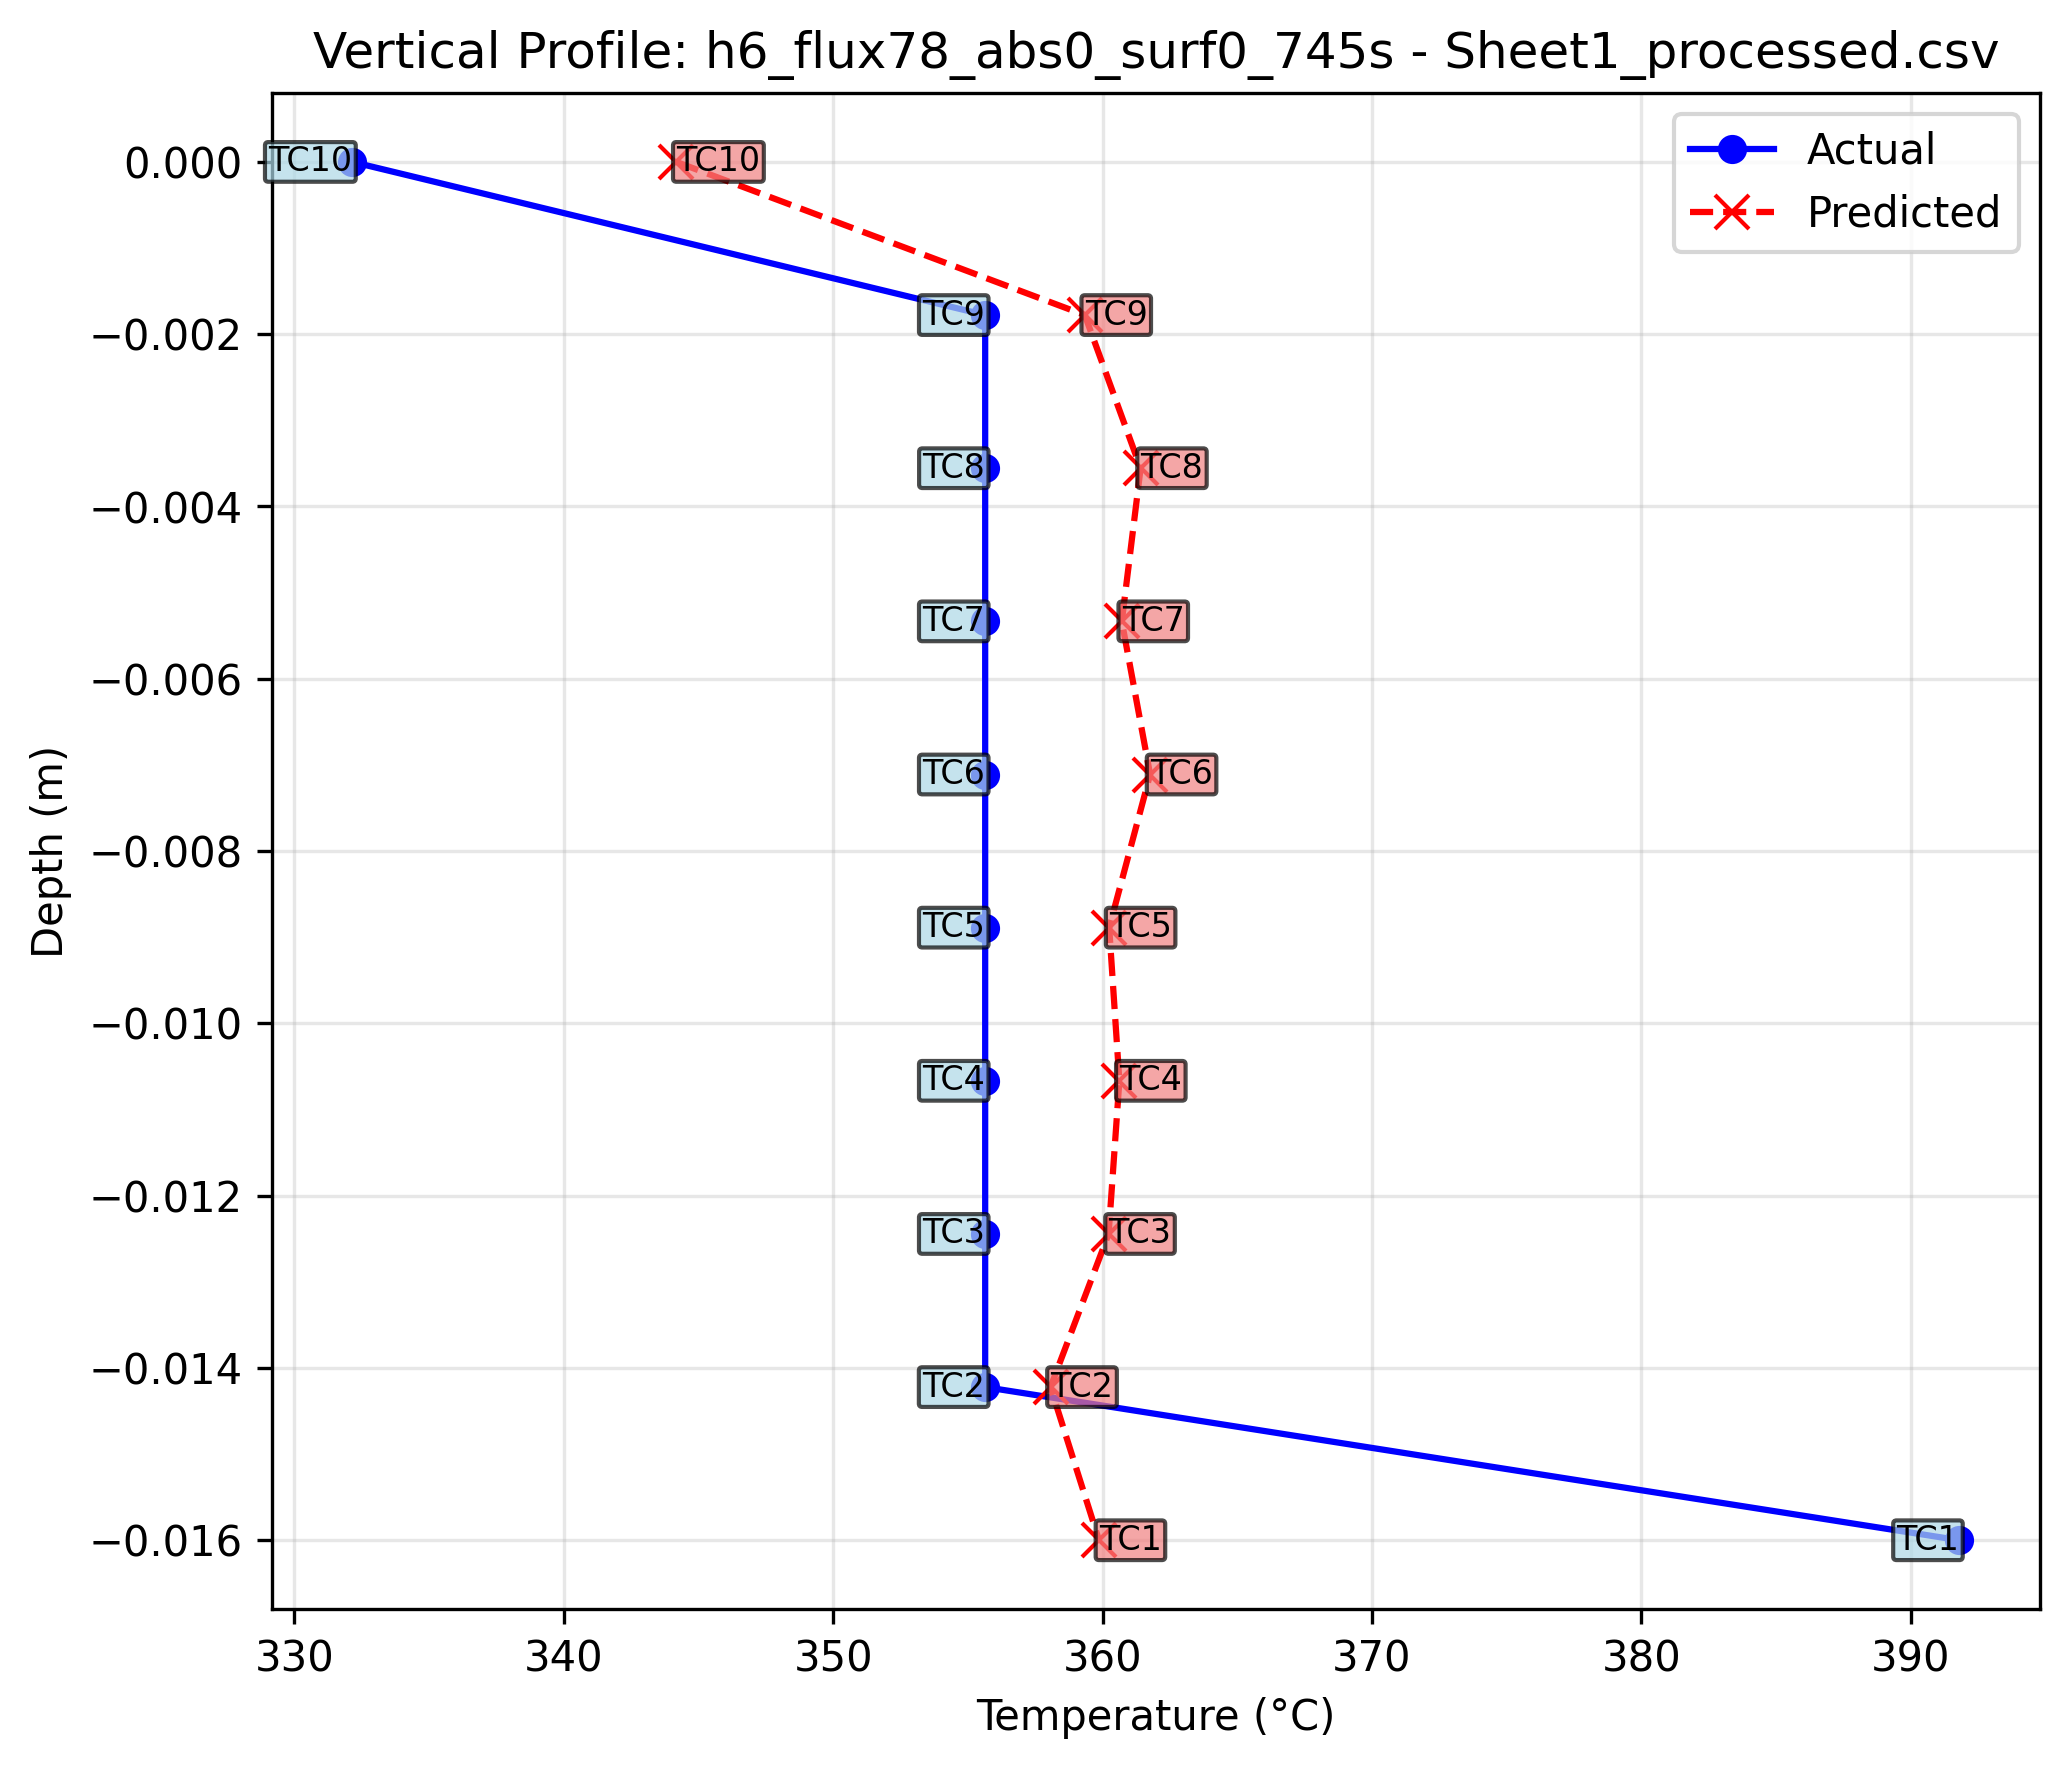 Vertical Profile: h6_flux78_abs0_surf0_745s - Sheet1_processed.csv
Actual
Predicted
0.000
−0.002
−0.004
−0.006
−0.008
−0.010
−0.012
−0.014
−0.016
Depth (m)
TC10 TC10
TC9 TC9
TC8 TC8
TC7 TC7
TC6 TC6
TC5 TC5
TC4 TC4
TC3 TC3
TC2 TC2
TC1 TC1
330 340 350 360 370 380 390
Temperature (°C)